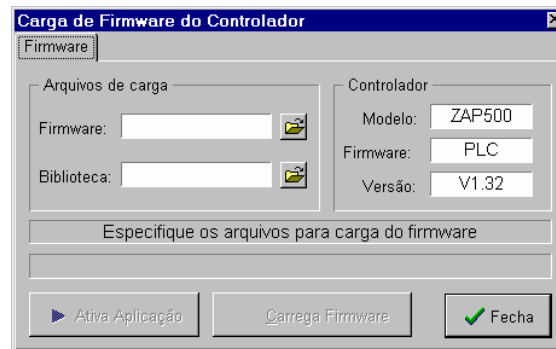 Carga de Firmware do Controlador
Firmware
Arquivos de carga
Firmware:
Biblioteca:
Controlador
Modelo: ZAP500
Firmware: PLC
Versão: V1.32
Especifique os arquivos para carga do firmware
Ativa Aplicação
Carrega Firmware
Fecha